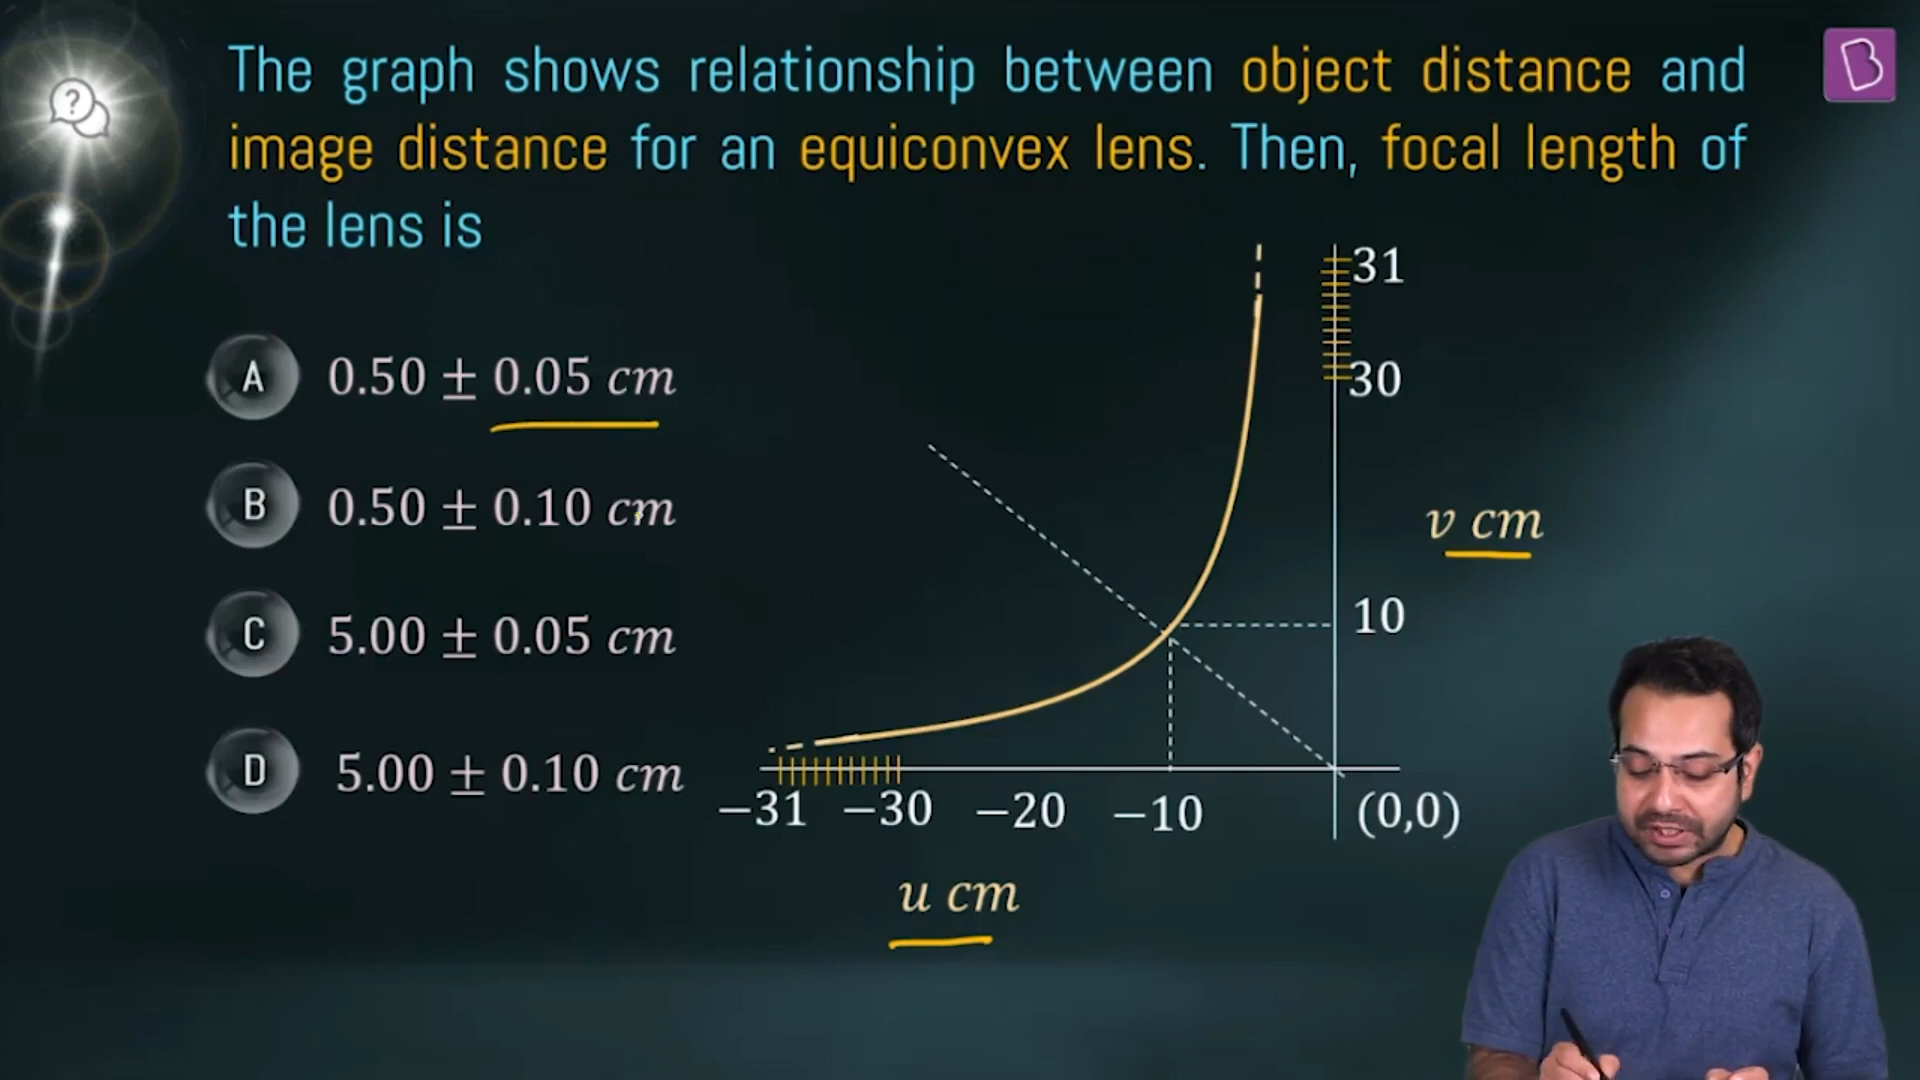 The graph shows relationship between object distance and
image distance for an equiconvex lens. Then, focal length of
the lens is
A 0.50 ± 0.05 cm
B 0.50 ± 0.10 cm
C 5.00 ± 0.05 cm
D 5.00 ± 0.10 cm
31
30
v cm
10
−31 −30 −20 −10 (0,0)
u cm
?
B